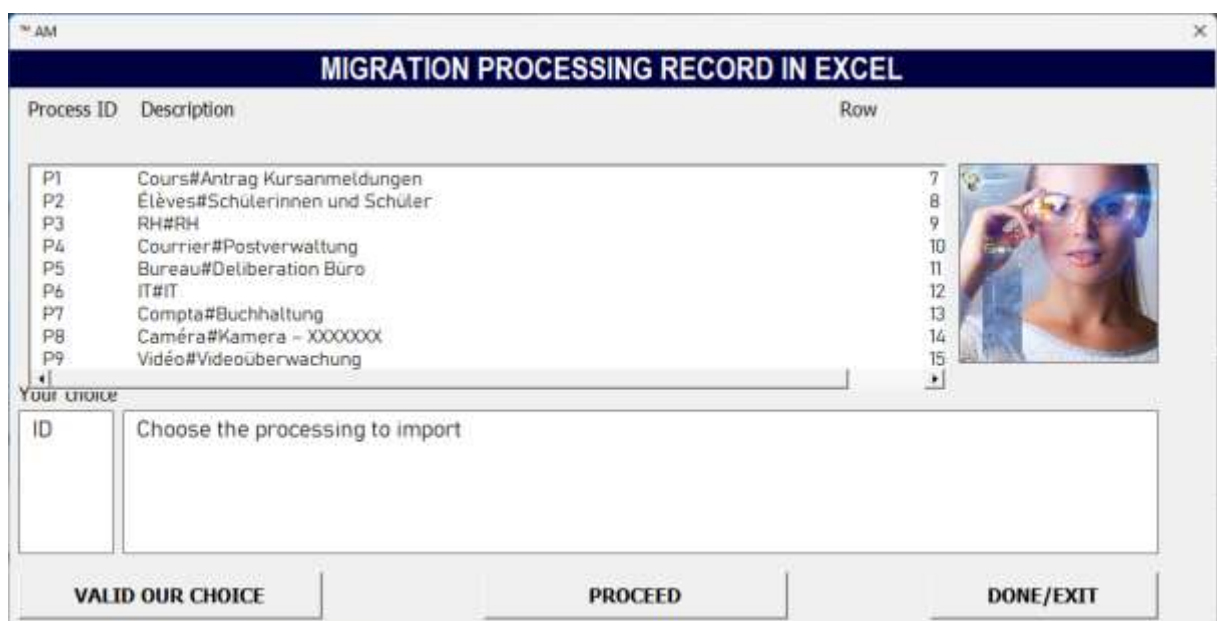 ™ AM
MIGRATION PROCESSING RECORD IN EXCEL
Process ID Description Row
P1 Cours#Antrag Kursanmeldungen 7
P2 Élèves#Schülerinnen und Schüler 8
P3 RH#RH 9
P4 Courrier#Postverwaltung 10
P5 Bureau#Deliberation Büro 11
P6 IT#IT 12
P7 Compta#Buchhaltung 13
P8 Caméra#Kamera – XXXXXXX 14
P9 Vidéo#Videoüberwachung 15
Your choice
ID Choose the processing to import
VALID OUR CHOICE PROCEED DONE/EXIT